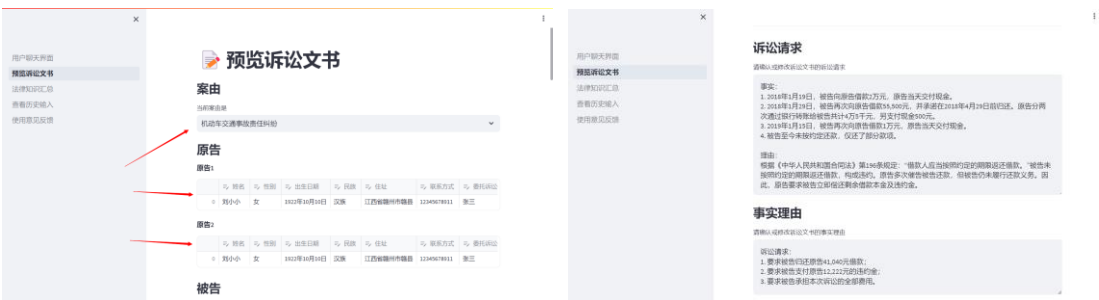 用户聊天界面
预览诉讼文书
法律知识汇总
查看历史输入
使用意见反馈
预览诉讼文书
案由
当前案由是
机动车交通事故责任纠纷
原告
原告1
姓名 性别 出生日期 民族 住址 联系方式 委托诉讼
0 刘小小 女 1922年10月10日 汉族 江西省赣州市赣县 12345678911 张三
原告2
姓名 性别 出生日期 民族 住址 联系方式 委托诉讼
0 刘小小 女 1922年10月10日 汉族 江西省赣州市赣县 12345678911 张三
被告
用户聊天界面
预览诉讼文书
法律知识汇总
查看历史输入
使用意见反馈
诉讼请求
请确认或修改诉讼文书的诉讼请求
事实:
1. 2018年1月19日，被告向原告借款2万元，原告当天交付现金。
2. 2018年1月29日，被告再次向原告借款55,500元，并承诺在2018年4月29日前归还。原告分两
次通过银行转账给被告共计4万5千元，另支付现金500元。
3. 2019年1月15日，被告再次向原告借款1万元，原告当天交付现金。
4. 被告至今未按约定还款，仅还了部分款项。
理由:
根据《中华人民共和国合同法》第196条规定：“借款人应当按照约定的期限返还借款。”被告未
按照约定的期限返还借款，构成违约。原告多次催告被告还款，但被告仍未履行还款义务。因
此，原告要求被告立即偿还剩余借款本金及违约金。
事实理由
请确认或修改诉讼文书的事实理由
诉讼请求:
1. 要求被告归还原告41,040元借款;
2. 要求被告支付原告12,222元的违约金;
3. 要求被告承担本次诉讼的全部费用。